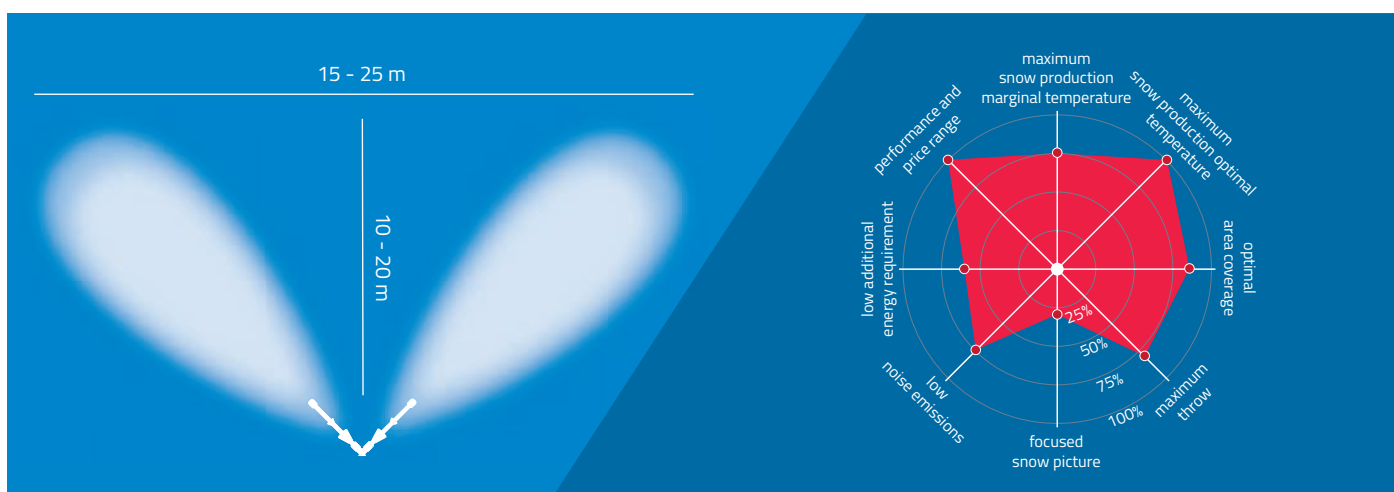 15 - 25 m
10 - 20 m
maximum
snow production
marginal temperature
maximum
snow production optimal
temperature
optimal
area coverage
maximum
throw
focused
snow picture
low
noise emissions
low additional
energy requirement
performance and
price range
25%
50%
75%
100%